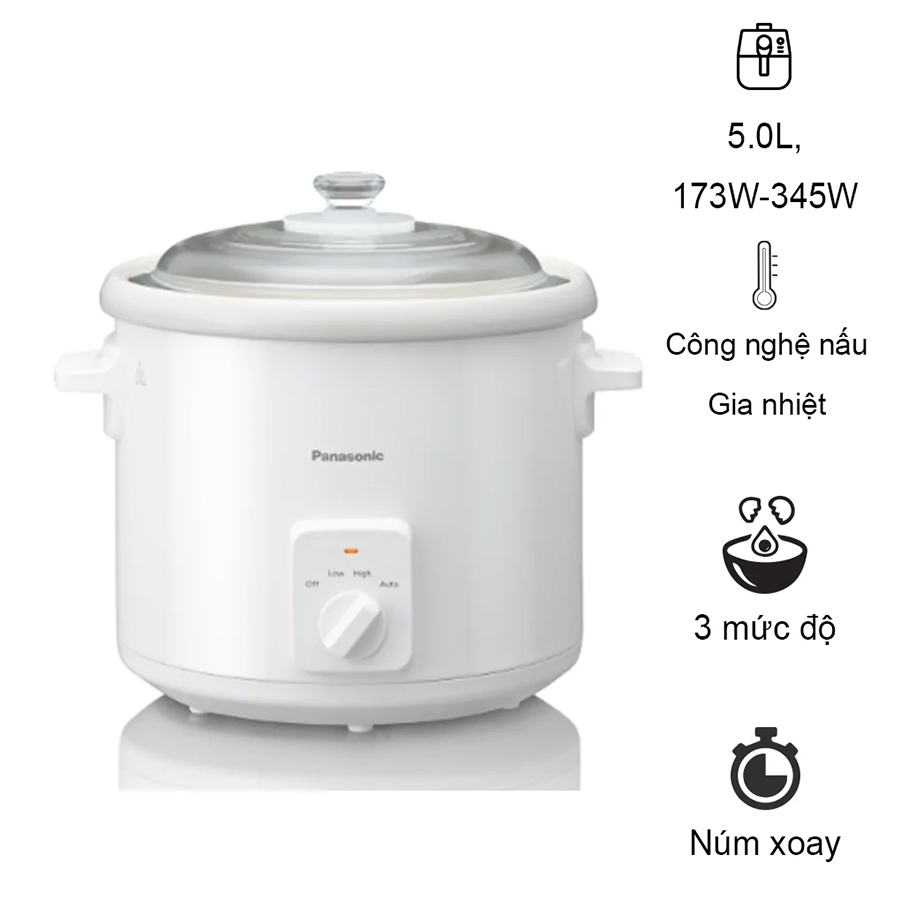 5.0L,
173W-345W
Công nghệ nấu
Gia nhiệt
Panasonic
Low High
Off Auto
3 mức độ
Núm xoay